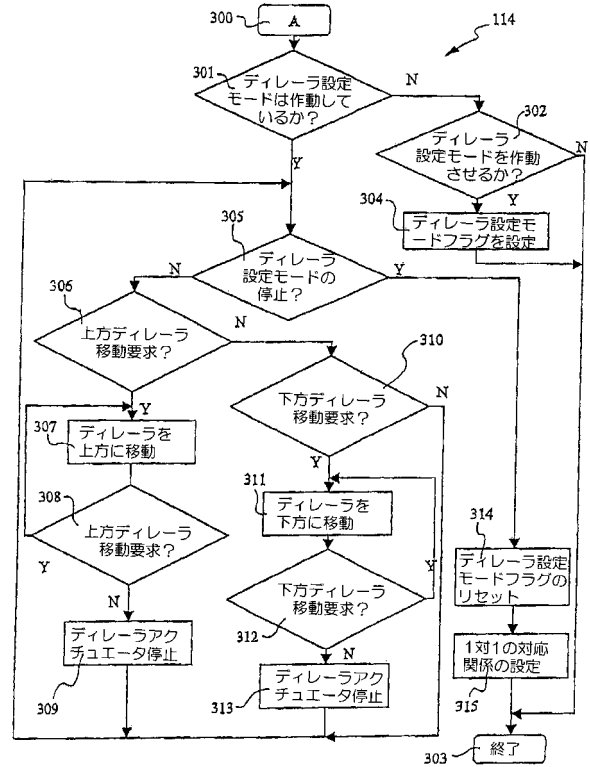 300
A
114
301
ディレーラ設定
モードは作動して
いるか？
N
302
ディレーラ
設定モードを作動
させるか？
N
Y
Y
304
ディレーラ設定モ
ードフラグを設定
305
ディレーラ
設定モードの
停止？
N
Y
306
上方ディレーラ
移動要求？
N
310
下方ディレーラ
移動要求？
N
Y
307
ディレーラを
上方に移動
Y
311
ディレーラを
下方に移動
308
上方ディレーラ
移動要求？
Y
314
ディレーラ設定
モードフラグの
リセット
下方ディレーラ
移動要求？
Y
312
N
N
ディレーラアク
チュエータ停止
309
1対1の対応
関係の設定
315
ディレーラアク
チュエータ停止
313
303
終了